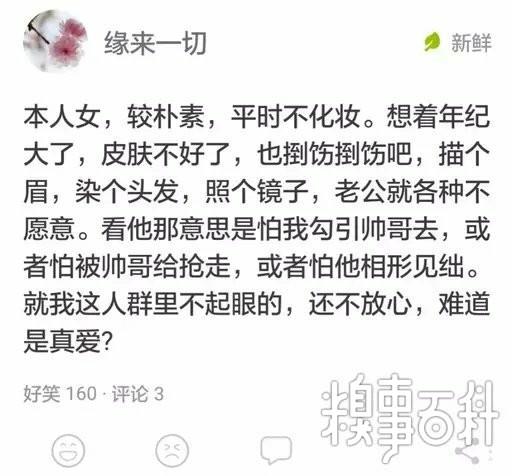 缘来一切
新鲜
本人女，较朴素，平时不化妆。想着年纪
大了，皮肤不好了，也捯饬捯饬吧，描个
眉，染个头发，照个镜子，老公就各种不
愿意。看他那意思是怕我勾引帅哥去，或
者怕被帅哥给抢走，或者怕他相形见绌。
就我这人群里不起眼的，还不放心，难道
是真爱？
好笑 160 · 评论 3
糗事百科